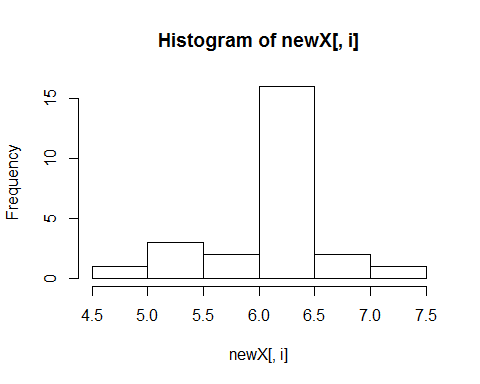 Histogram of newX[, i]
Frequency
15
10
5
0
4.5 5.0 5.5 6.0 6.5 7.0 7.5
newX[, i]